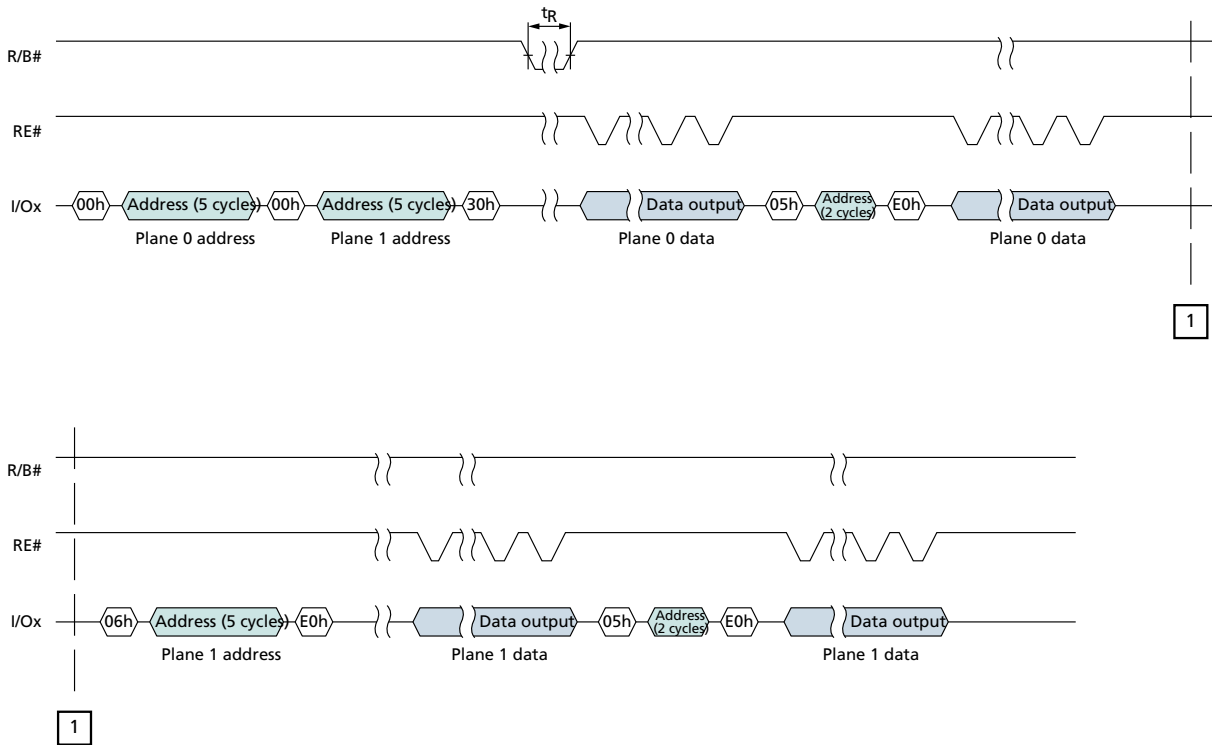 tR
R/B#
RE#
I/Ox 00h Address (5 cycles) 00h Address (5 cycles) 30h Data output 05h Address (2 cycles) E0h Data output
Plane 0 address Plane 1 address Plane 0 data Plane 0 data
1
R/B#
RE#
I/Ox 06h Address (5 cycles) E0h Data output 05h Address (2 cycles) E0h Data output
Plane 1 address Plane 1 data Plane 1 data
1